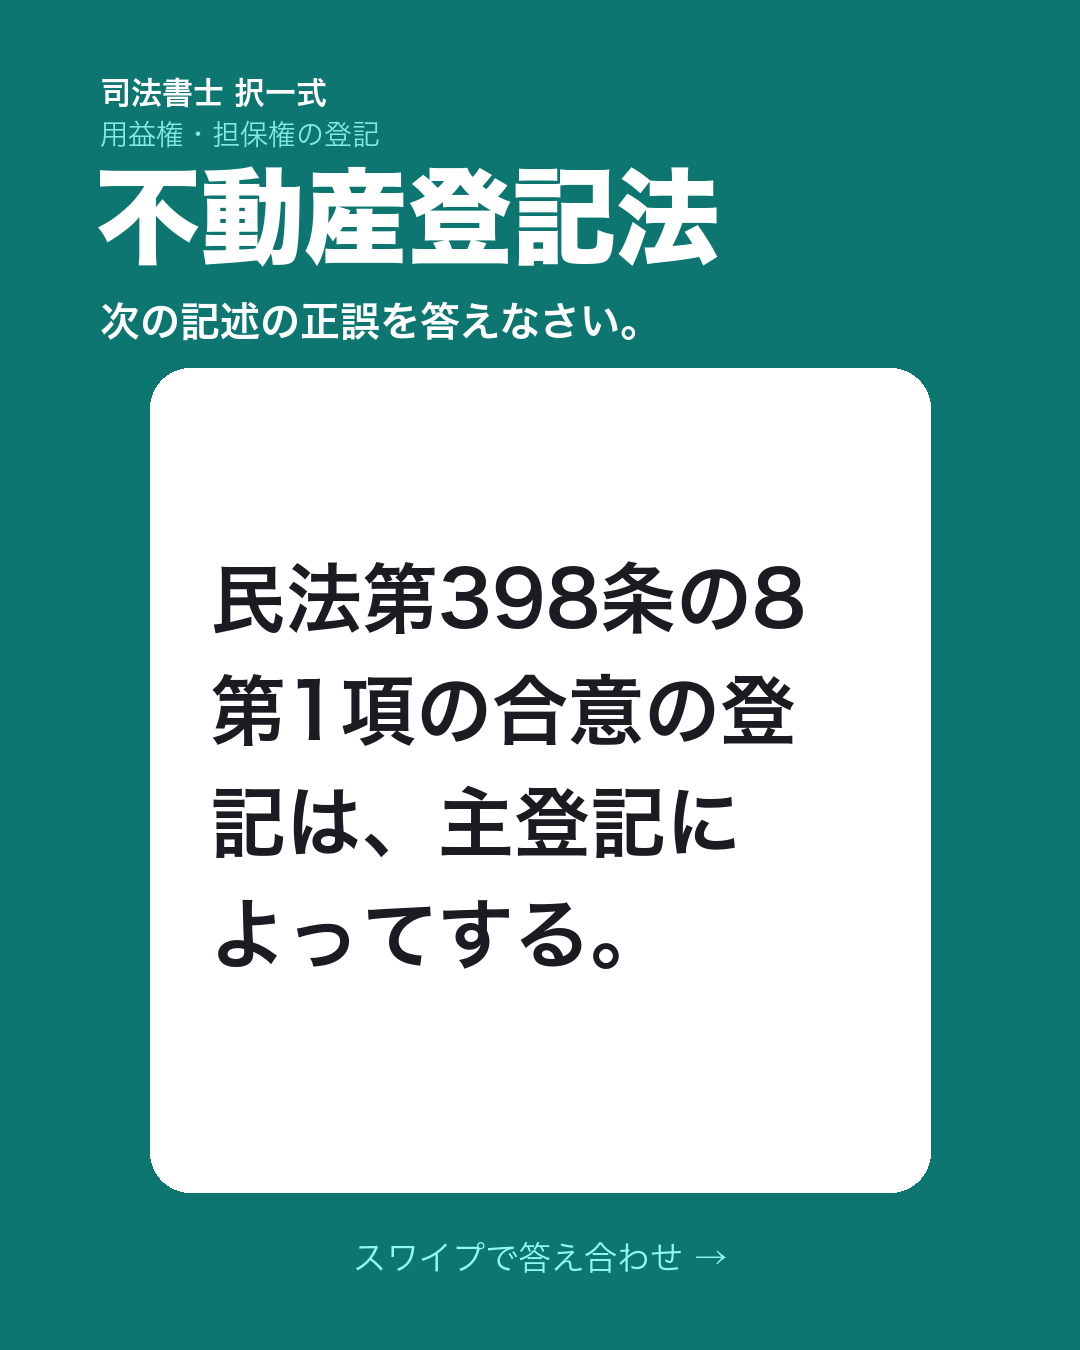 司法書士 択一式
用益権・担保権の登記
不動産登記法
次の記述の正誤を答えなさい。
民法第398条の8
第1項の合意の登
記は、主登記に
よってする。
スワイプで答え合わせ →